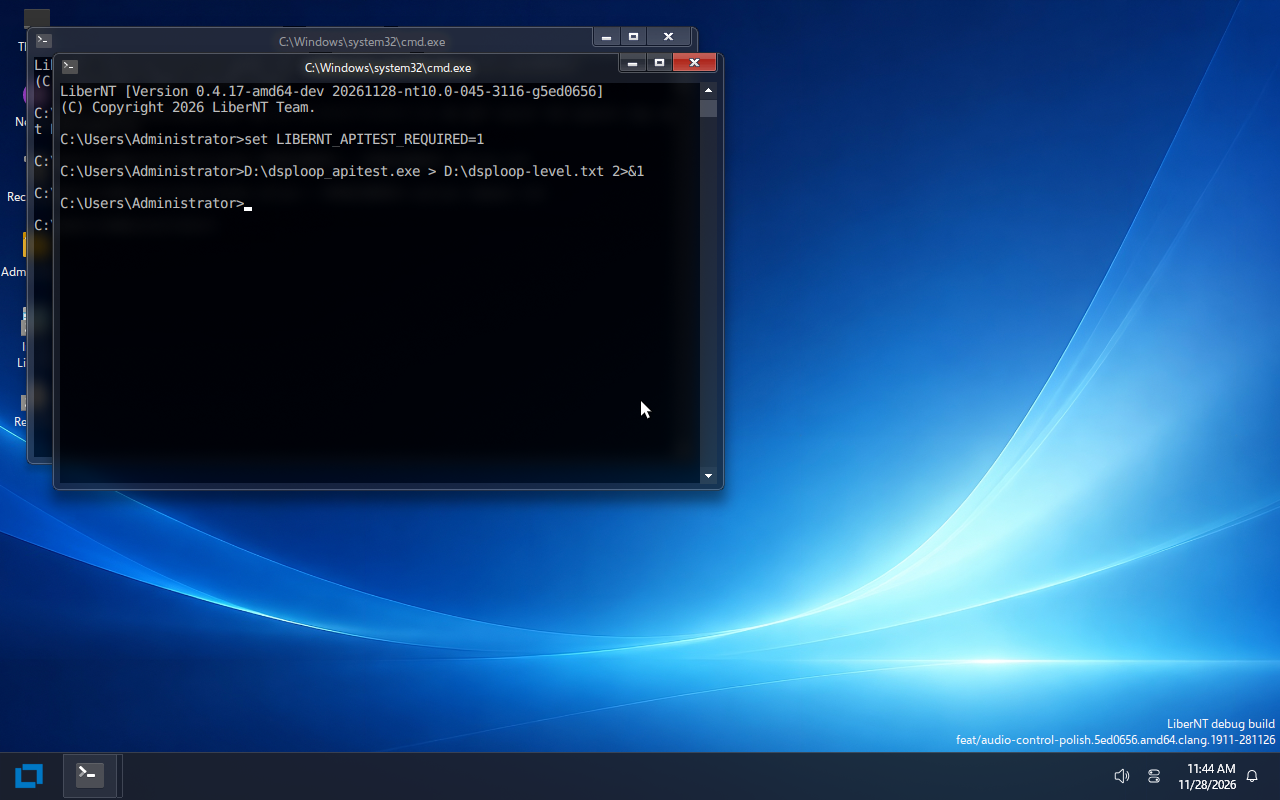 C:\Windows\system32\cmd.exe
C:\Windows\system32\cmd.exe
LiberNT [Version 0.4.17-amd64-dev 20261128-nt10.0-045-3116-g5ed0656]
(C) Copyright 2026 LiberNT Team.
C:\Users\Administrator>set LIBERNT_APITEST_REQUIRED=1
C:\Users\Administrator>D:\dsploop_apitest.exe > D:\dsploop-level.txt 2>&1
C:\Users\Administrator>
LiberNT debug build
feat/audio-control-polish.5ed0656.amd64.clang.1911-281126
11:44 AM
11/28/2026